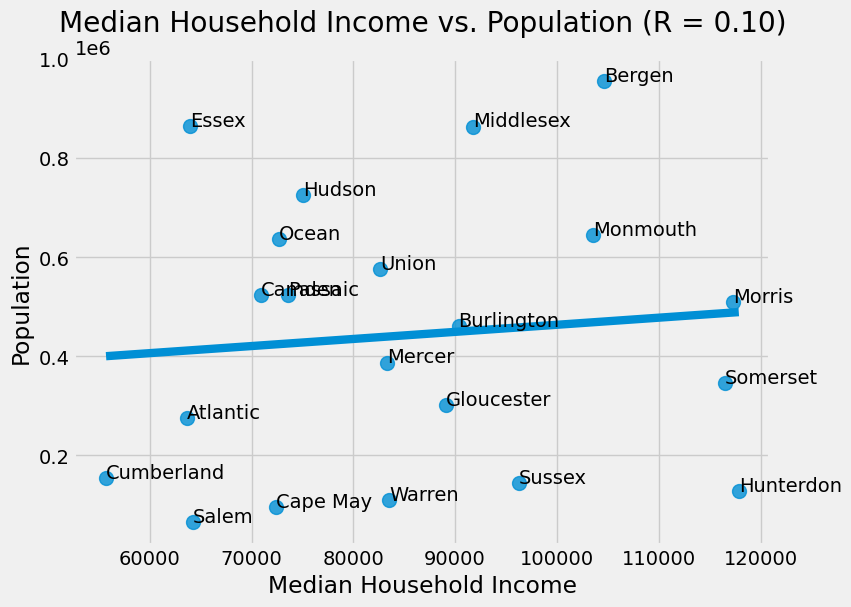 Median Household Income vs. Population (R = 0.10)
1e6
1.0
Bergen
Essex
Middlesex
0.8
Hudson
Ocean
Monmouth
0.6
Union
Camden
Passaic
Morris
Burlington
0.4
Mercer
Somerset
Gloucester
Atlantic
0.2
Cumberland
Sussex
Hunterdon
Warren
Cape May
Salem
60000 70000 80000 90000 100000 110000 120000
Median Household Income
Population